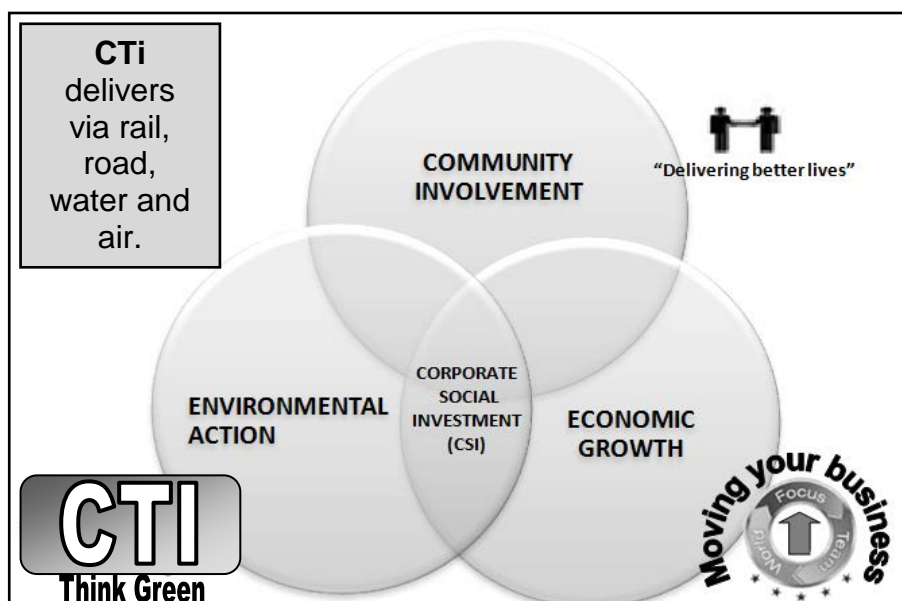 CTi
delivers
via rail,
road,
water and
air.
COMMUNITY
INVOLVEMENT
“Delivering better lives”
ENVIRONMENTAL
ACTION
CORPORATE
SOCIAL
INVESTMENT
(CSI)
ECONOMIC
GROWTH
CTI
Think Green
Moving your business
Focus
Team
World